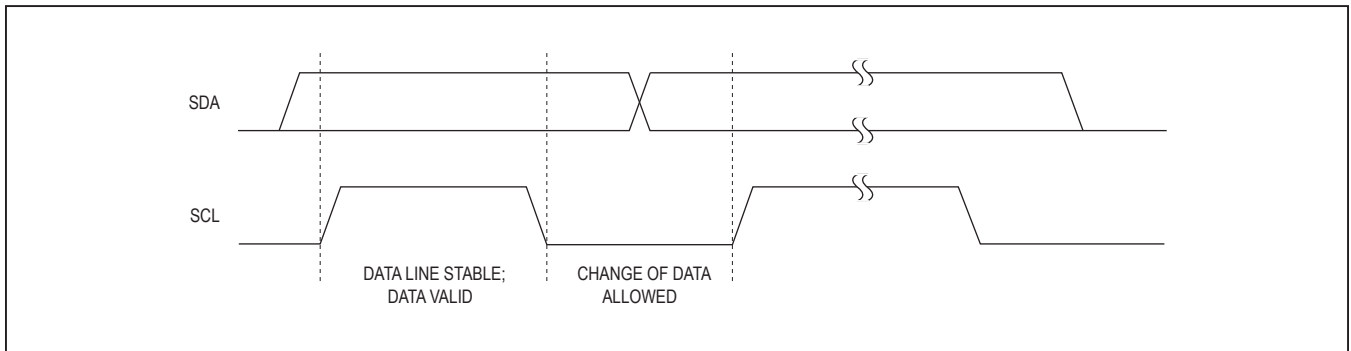 SDA
SCL
DATA LINE STABLE;
DATA VALID
CHANGE OF DATA
ALLOWED